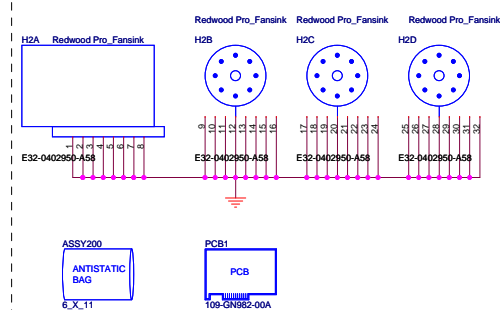 Redwood Pro_Fansink Redwood Pro_Fansink Redwood Pro_Fansink
H2A Redwood Pro_Fansink H2B H2C H2D
1 2 3 4 5 6 7 8 9 10 11 12 13 14 15 16 17 18 19 20 21 22 23 24 25 26 27 28 29 30 31 32
E32-0402950-A58 E32-0402950-A58 E32-0402950-A58 E32-0402950-A58
ASSY200 PCB1
ANTISTATIC
BAG
PCB
6_X_11 109-GN982-00A